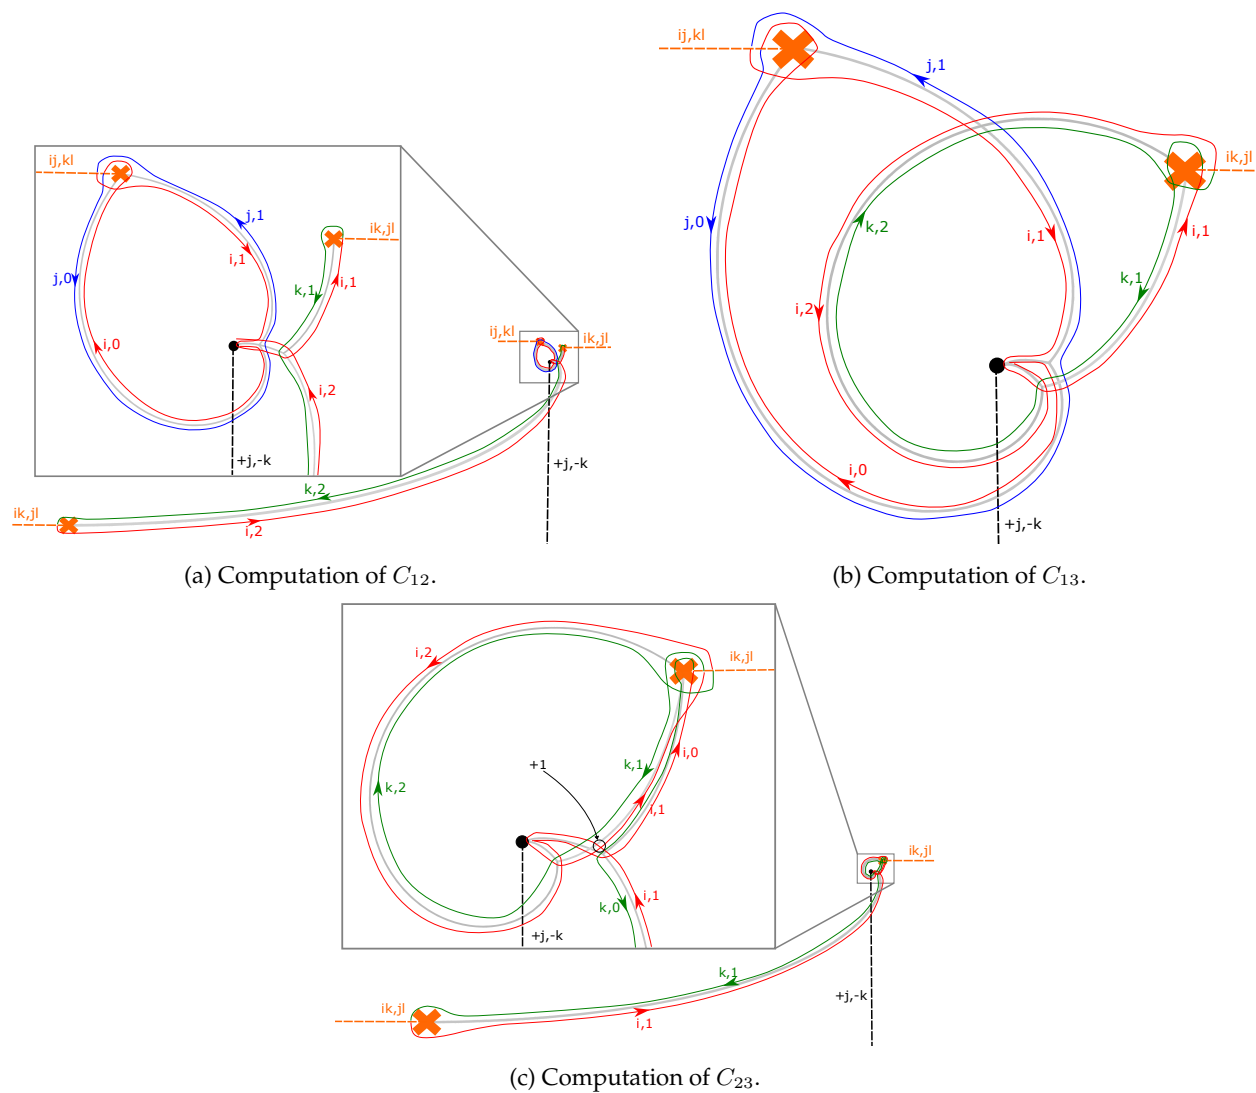 ij,kl
j,1
ik,jl
j,0
i,1
k,1
i,1
i,0
i,2
+j,-k
ij,kl
ik,jl
+j,-k
k,2
ik,jl
i,2
(a) Computation of C12.
ij,kl
j,1
ik,jl
j,0
k,2
i,1
i,1
k,1
i,2
i,0
+j,-k
(b) Computation of C13.
i,2
ik,jl
i,0
+1
k,1
k,2
i,1
i,1
k,0
+j,-k
ik,jl
k,1
+j,-k
ik,jl
i,1
(c) Computation of C23.